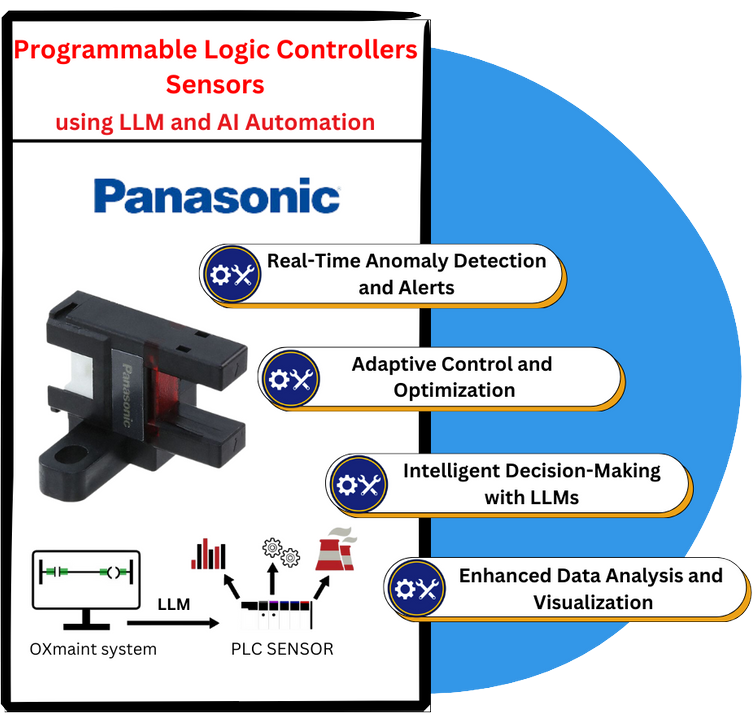 Programmable Logic Controllers
Sensors
using LLM and AI Automation
Panasonic
Real-Time Anomaly Detection
and Alerts
Panasonic
Adaptive Control and
Optimization
Intelligent Decision-Making
with LLMs
Enhanced Data Analysis and
Visualization
LLM
OXmaint system
PLC SENSOR